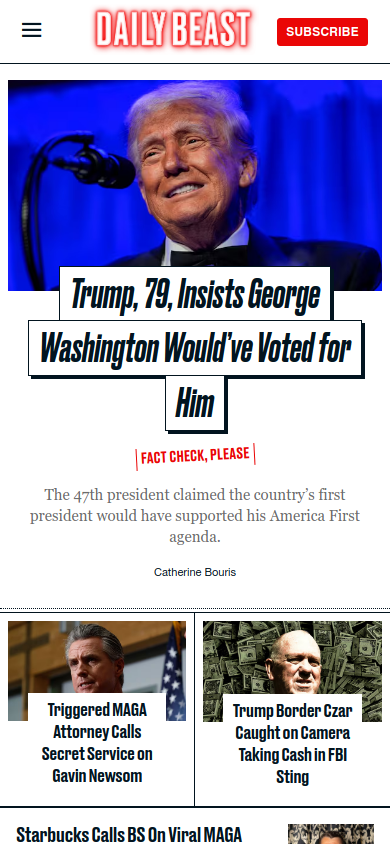 DAILY BEAST
SUBSCRIBE
Trump, 79, Insists George
Washington Would've Voted for
Him
FACT CHECK, PLEASE
The 47th president claimed the country's first
president would have supported his America First
agenda.
Catherine Bouris
Triggered MAGA
Attorney Calls
Secret Service on
Gavin Newsom
Trump Border Czar
Caught on Camera
Taking Cash in FBI
Sting
Starbucks Calls BS On Viral MAGA